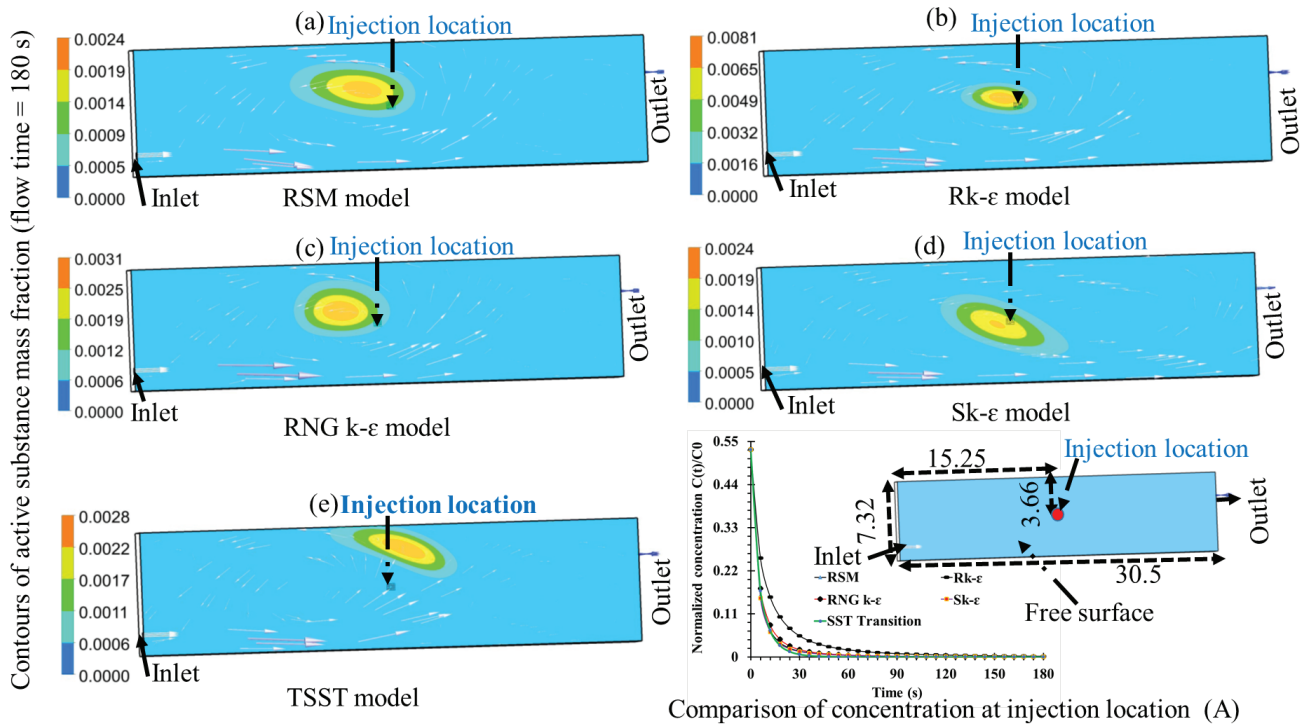 Contours of active substance mass fraction (flow time = 180 s)
(a)
Injection location
0.0024
0.0019
0.0014
0.0009
0.0005
0.0000
Inlet
Outlet
RSM model
(b)
Injection location
0.0081
0.0065
0.0049
0.0032
0.0016
0.0000
Inlet
Outlet
Rk-ε model
(c)
Injection location
0.0031
0.0025
0.0019
0.0012
0.0006
0.0000
Inlet
Outlet
RNG k-ε model
(d)
Injection location
0.0024
0.0019
0.0014
0.0010
0.0005
0.0000
Inlet
Outlet
Sk-ε model
(e)
Injection location
0.0028
0.0022
0.0017
0.0011
0.0006
0.0000
Inlet
Outlet
TSST model
Normalized concentration C(t)/C0
0.55
0.44
0.33
0.22
0.11
0
0 30 60 90 120 150 180
Time (s)
RSM
Rk-ε
RNG k-ε
Sk-ε
SST Transition
15.25
Injection location
3.66
7.32
Inlet
Outlet
30.5
Free surface
Comparison of concentration at injection location (A)